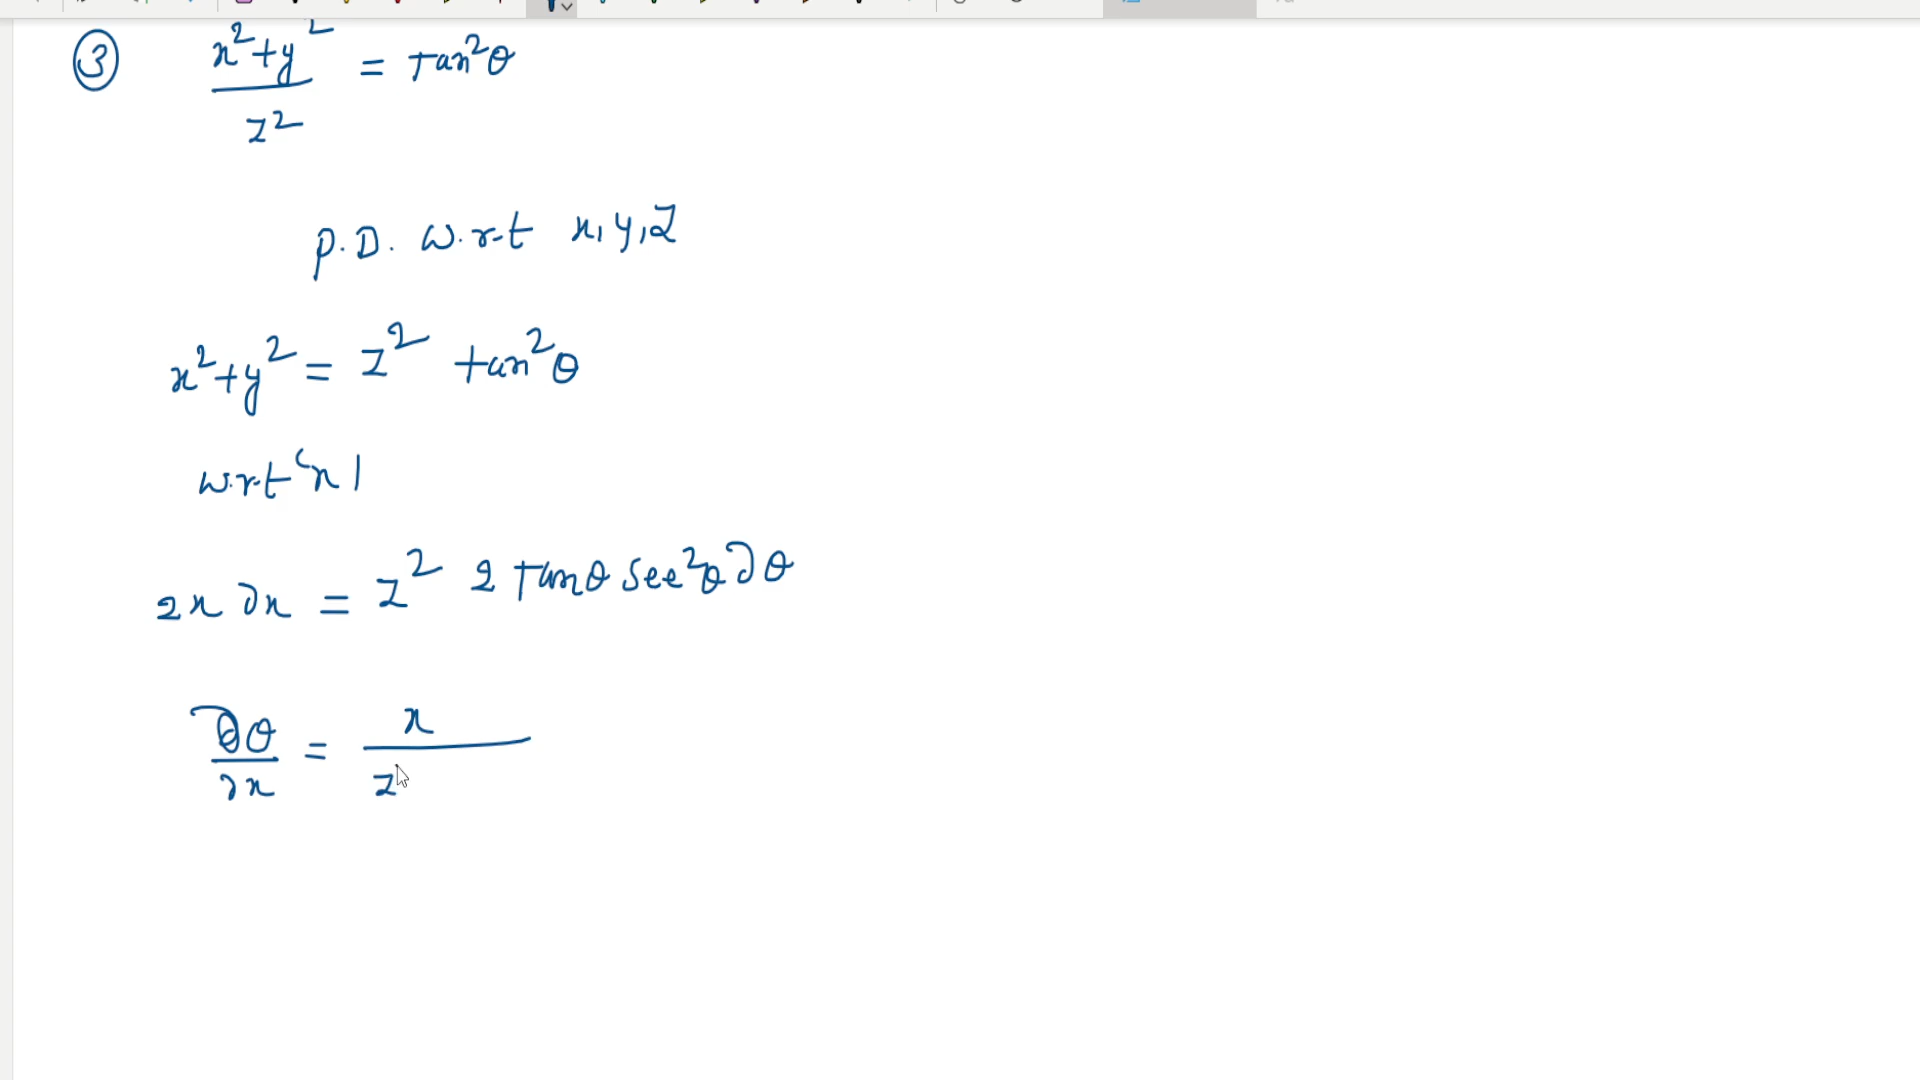 ③ x²+y²/z² = Tan²θ
P.D. w.r.t x,y,z
x²+y² = z² tan²θ
w.r.t 'x'
2x ∂x = z² 2 Tanθ sec²θ ∂θ
∂θ/∂x = x/z